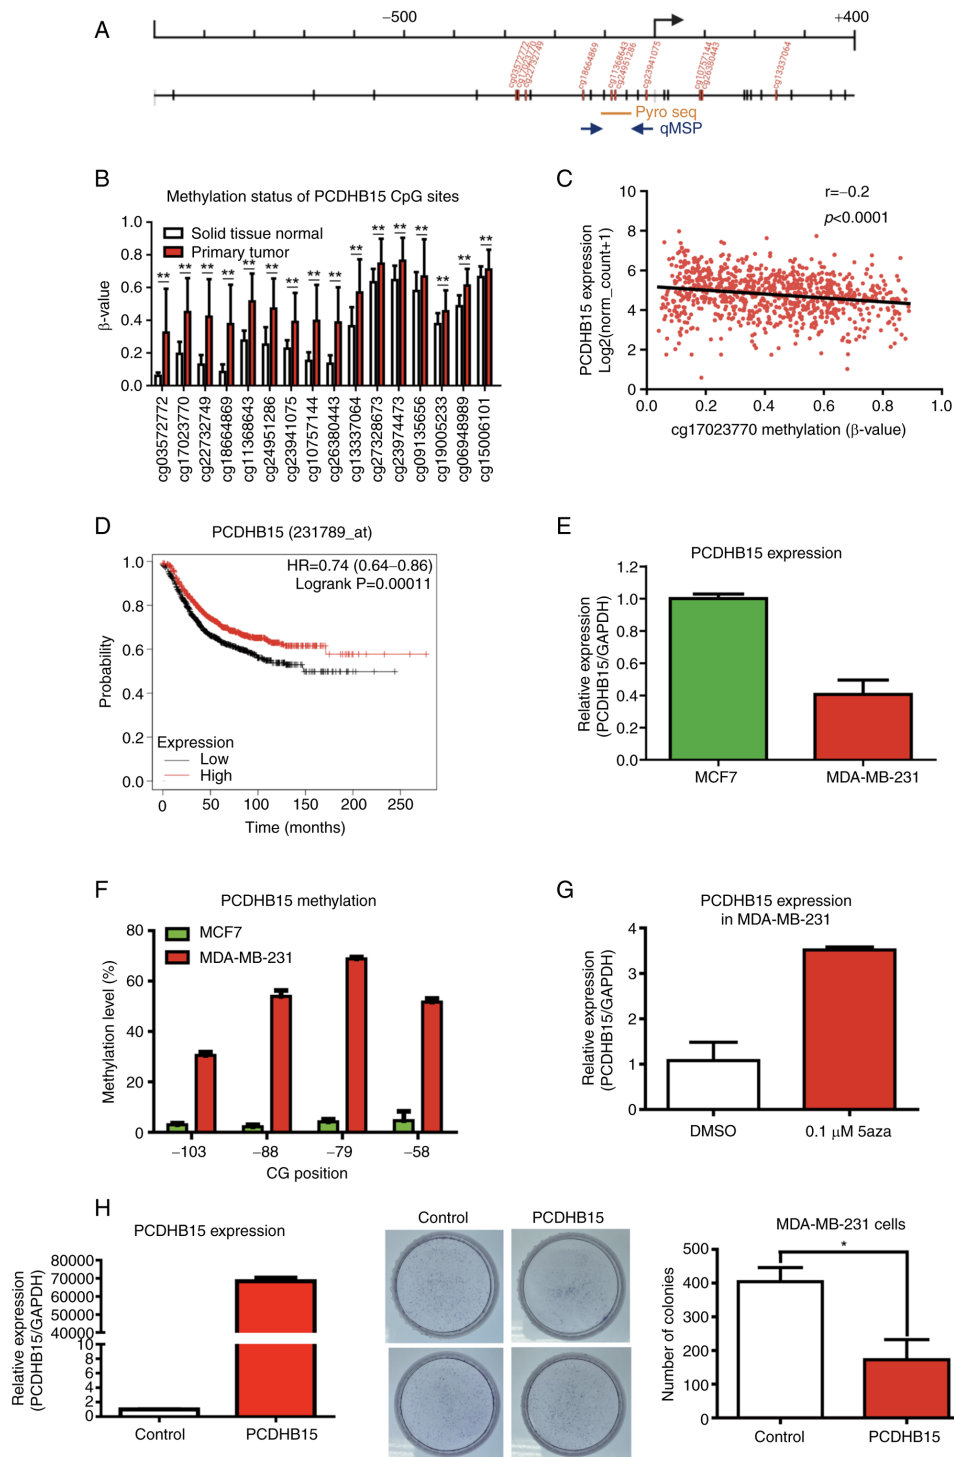 A
−500
+400
cg03572772
cg17023770
cg22732749
cg18664869
cg11368643
cg24951286
cg23941075
cg10757144
cg26380443
cg13337064
Pyro seq
qMSP
B
Methylation status of PCDHB15 CpG sites
Solid tissue normal
Primary tumor
β-value
1.0
0.8
0.6
0.4
0.2
0.0
** ** ** ** ** ** ** ** ** ** ** ** ** ** ** **
cg03572772
cg17023770
cg22732749
cg18664869
cg11368643
cg24951286
cg23941075
cg10757144
cg26380443
cg13337064
cg27328673
cg23974473
cg09135656
cg19005233
cg06948989
cg15006101
C
r=−0.2
p<0.0001
PCDHB15 expression
Log2(norm_count+1)
10
8
6
4
2
0
0.0 0.2 0.4 0.6 0.8 1.0
cg17023770 methylation (β-value)
D
PCDHB15 (231789_at)
HR=0.74 (0.64−0.86)
Logrank P=0.00011
Probability
1.0
0.8
0.6
0.4
0.2
0.0
Expression
Low
High
0 50 100 150 200 250
Time (months)
E
PCDHB15 expression
Relative expression
(PCDHB15/GAPDH)
1.2
1.0
0.8
0.6
0.4
0.2
0.0
MCF7 MDA-MB-231
F
PCDHB15 methylation
MCF7
MDA-MB-231
Methylation level (%)
80
60
40
20
0
−103 −88 −79 −58
CG position
G
PCDHB15 expression
in MDA-MB-231
Relative expression
(PCDHB15/GAPDH)
4
3
2
1
0
DMSO 0.1 μM 5aza
H
PCDHB15 expression
Relative expression
(PCDHB15/GAPDH)
80000
70000
60000
50000
40000
10
8
6
4
2
0
Control PCDHB15
Control PCDHB15
MDA-MB-231 cells
*
Number of colonies
500
400
300
200
100
0
Control PCDHB15